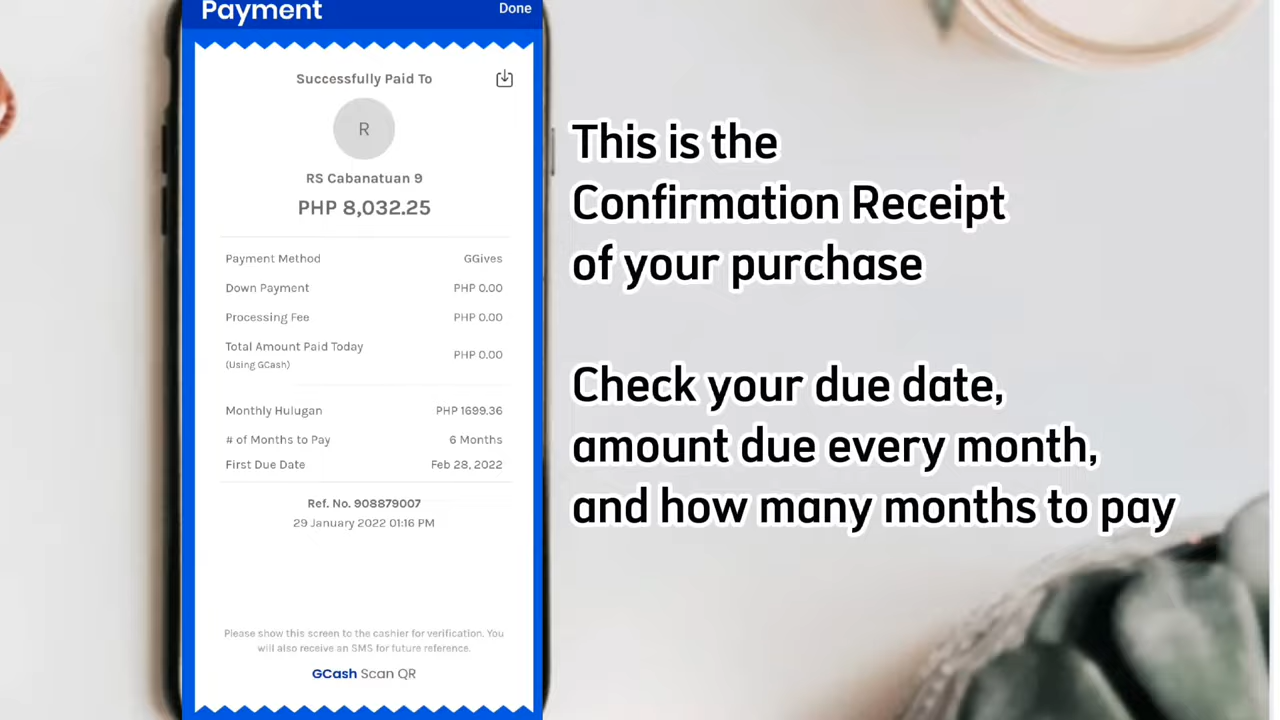 Payment
Done
Successfully Paid To
R
RS Cabanatuan 9
PHP 8,032.25
Payment Method GGives
Down Payment PHP 0.00
Processing Fee PHP 0.00
Total Amount Paid Today
(Using GCash) PHP 0.00
Monthly Hulugan PHP 1699.36
# of Months to Pay 6 Months
First Due Date Feb 28, 2022
Ref. No. 908879007
29 January 2022 01:16 PM
Please show this screen to the cashier for verification. You
will also receive an SMS for future reference.
GCash Scan QR
This is the
Confirmation Receipt
of your purchase
Check your due date,
amount due every month,
and how many months to pay